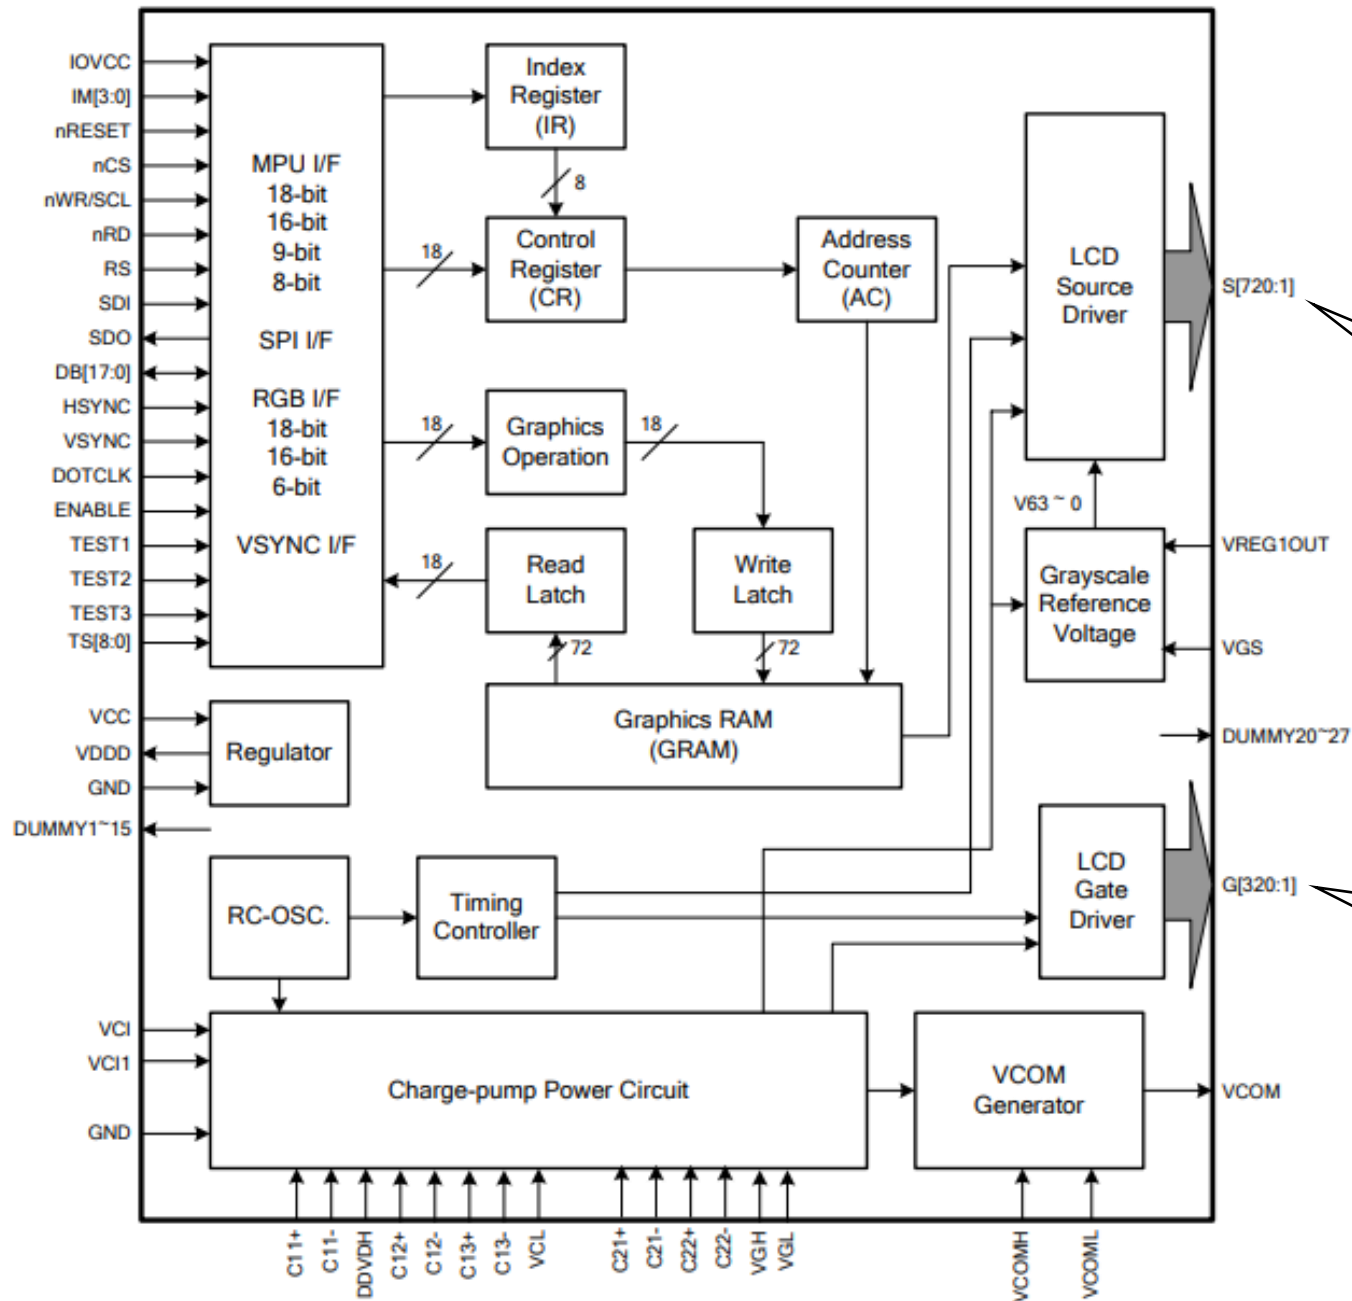 IOVCC
IM[3:0]
nRESET
nCS
nWR/SCL
nRD
RS
SDI
SDO
DB[17:0]
HSYNC
VSYNC
DOTCLK
ENABLE
TEST1
TEST2
TEST3
TS[8:0]
VCC
VDDD
GND
DUMMY1~15
VCI
VCI1
GND
MPU I/F
18-bit
16-bit
9-bit
8-bit
SPI I/F
RGB I/F
18-bit
16-bit
6-bit
VSYNC I/F
Regulator
RC-OSC.
Timing
Controller
Index
Register
(IR)
8
18
Control
Register
(CR)
Address
Counter
(AC)
18
Graphics
Operation
18
18
Read
Latch
Write
Latch
72
72
Graphics RAM
(GRAM)
LCD
Source
Driver
S[720:1]
V63 ~ 0
Grayscale
Reference
Voltage
VREG1OUT
VGS
DUMMY20~27
LCD
Gate
Driver
G[320:1]
Charge-pump Power Circuit
VCOM
Generator
VCOM
C11+
C11-
DDVDH
C12+
C12-
C13+
C13-
VCL
C21+
C21-
C22+
C22-
VGH
VGL
VCOMH
VCOML